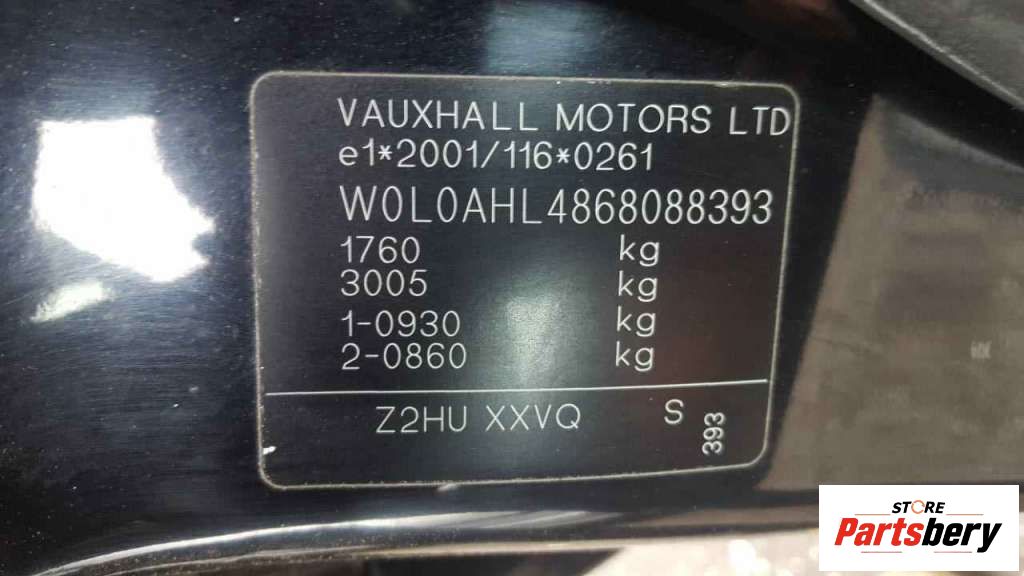 VAUXHALL MOTORS LTD
e1*2001/116*0261
W0L0AHL4868088393
1760 kg
3005 kg
1-0930 kg
2-0860 kg
Z2HU XXVQ S 393
STORE
Partsbery